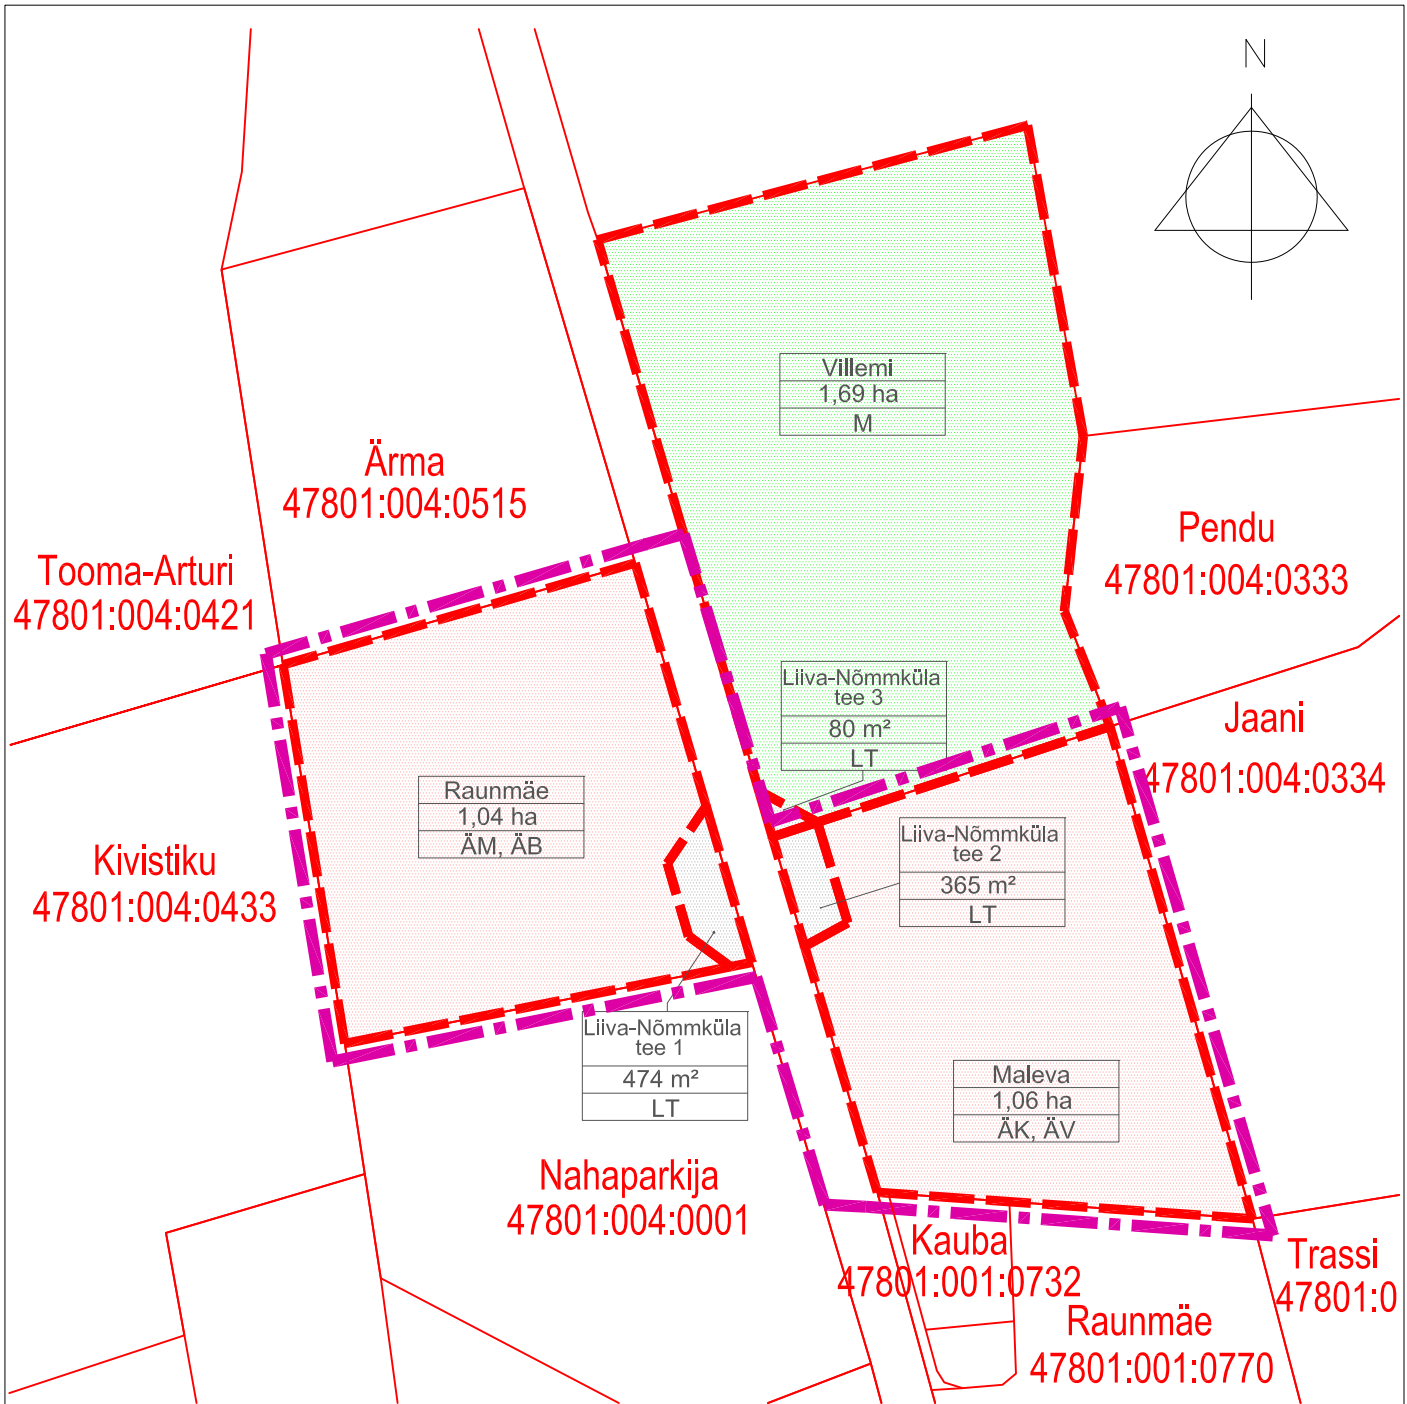 N
Villemi
1,69 ha
M
Ärma
47801:004:0515
Pendu
47801:004:0333
Tooma-Arturi
47801:004:0421
Liiva-Nõmmküla
tee 3
80 m²
LT
Jaani
47801:004:0334
Raunmäe
1,04 ha
ÄM, ÄB
Liiva-Nõmmküla
tee 2
365 m²
LT
Kivistiku
47801:004:0433
Liiva-Nõmmküla
tee 1
474 m²
LT
Maleva
1,06 ha
ÄK, ÄV
Nahaparkija
47801:004:0001
Kauba
47801:001:0732
Trassi
47801:0
Raunmäe
47801:001:0770